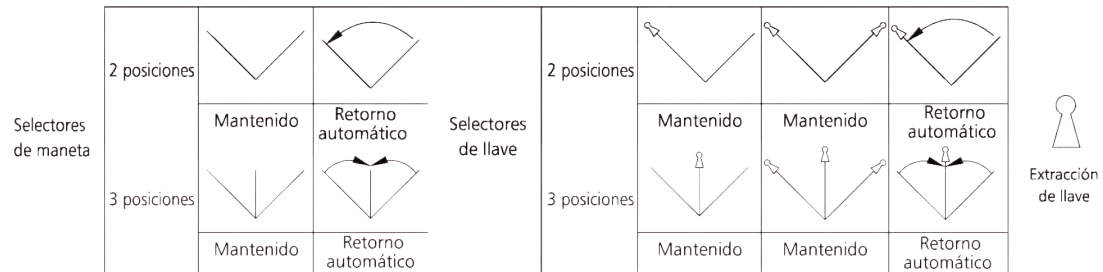 Selectores
de maneta
2 posiciones
Mantenido
Retorno
automático
3 posiciones
Mantenido
Retorno
automático
Selectores
de llave
2 posiciones
Mantenido
Mantenido
Retorno
automático
3 posiciones
Mantenido
Mantenido
Retorno
automático
Extracción
de llave